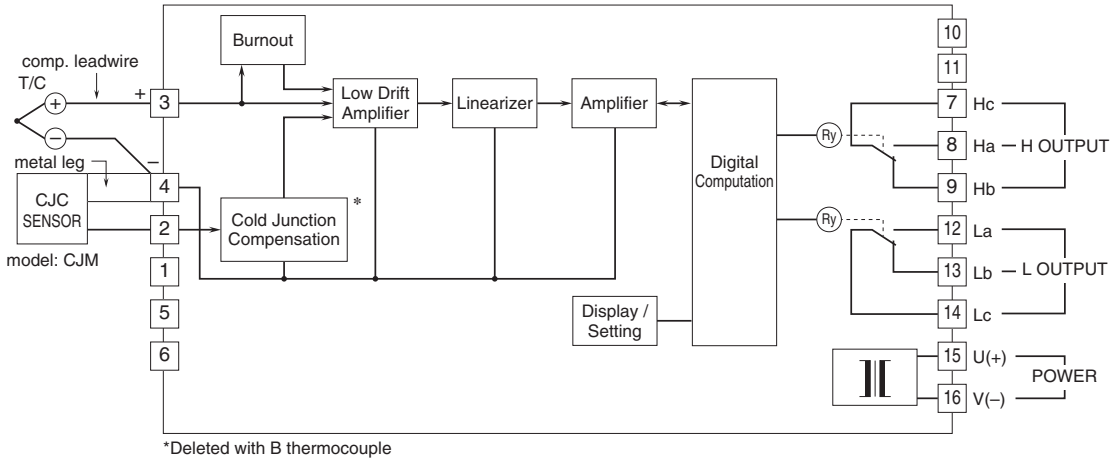 Burnout
comp. leadwire
T/C
+
–
+
–
metal leg
CJC
SENSOR
model: CJM
3
4
2
1
5
6
Low Drift
Amplifier
Linearizer
Amplifier
Cold Junction
Compensation
*
Digital
Computation
Display /
Setting
Ry
Ry
10
11
7 Hc
8 Ha
9 Hb
H OUTPUT
12 La
13 Lb
14 Lc
L OUTPUT
15 U(+)
16 V(–)
POWER
*Deleted with B thermocouple